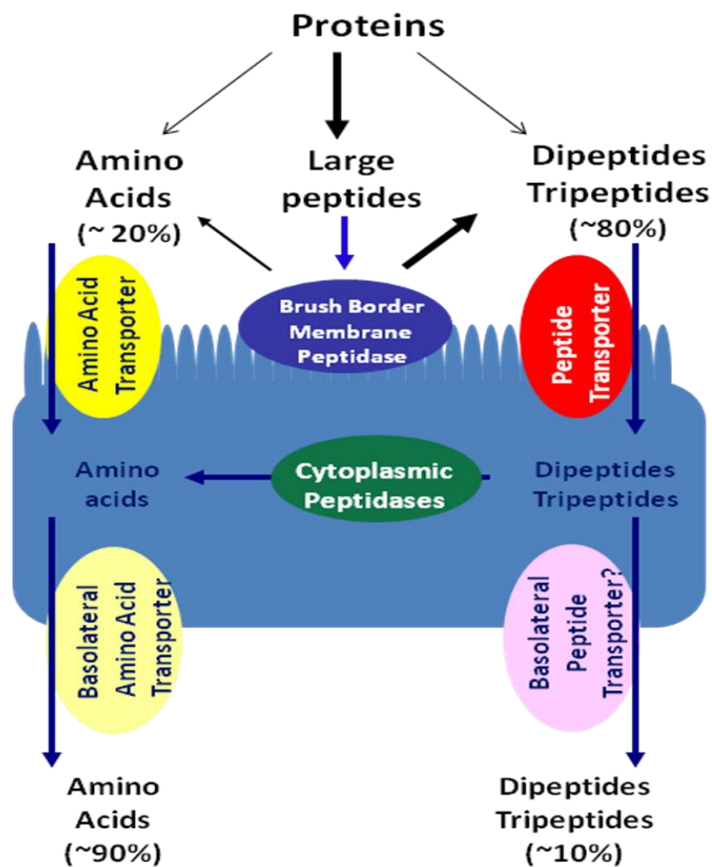 Proteins
Amino
Acids
(~ 20%)
Large
peptides
Dipeptides
Tripeptides
(~80%)
Amino Acid
Transporter
Brush Border
Membrane
Peptidase
Peptide
Transporter
Amino
acids
Cytoplasmic
Peptidases
Dipeptides
Tripeptides
Basolateral
Amino Acid
Transporter
Basolateral
Peptide
Transporter?
Amino
Acids
(~90%)
Dipeptides
Tripeptides
(~10%)